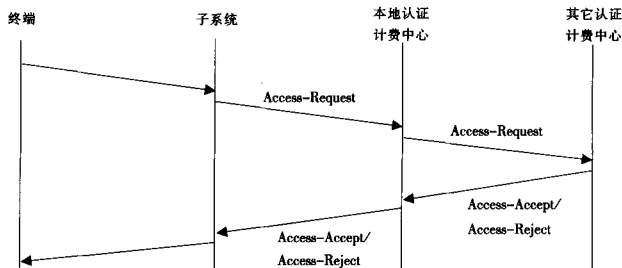 终端
子系统
本地认证
计费中心
其它认证
计费中心
Access-Request
Access-Request
Access-Accept/
Access-Reject
Access-Accept/
Access-Reject